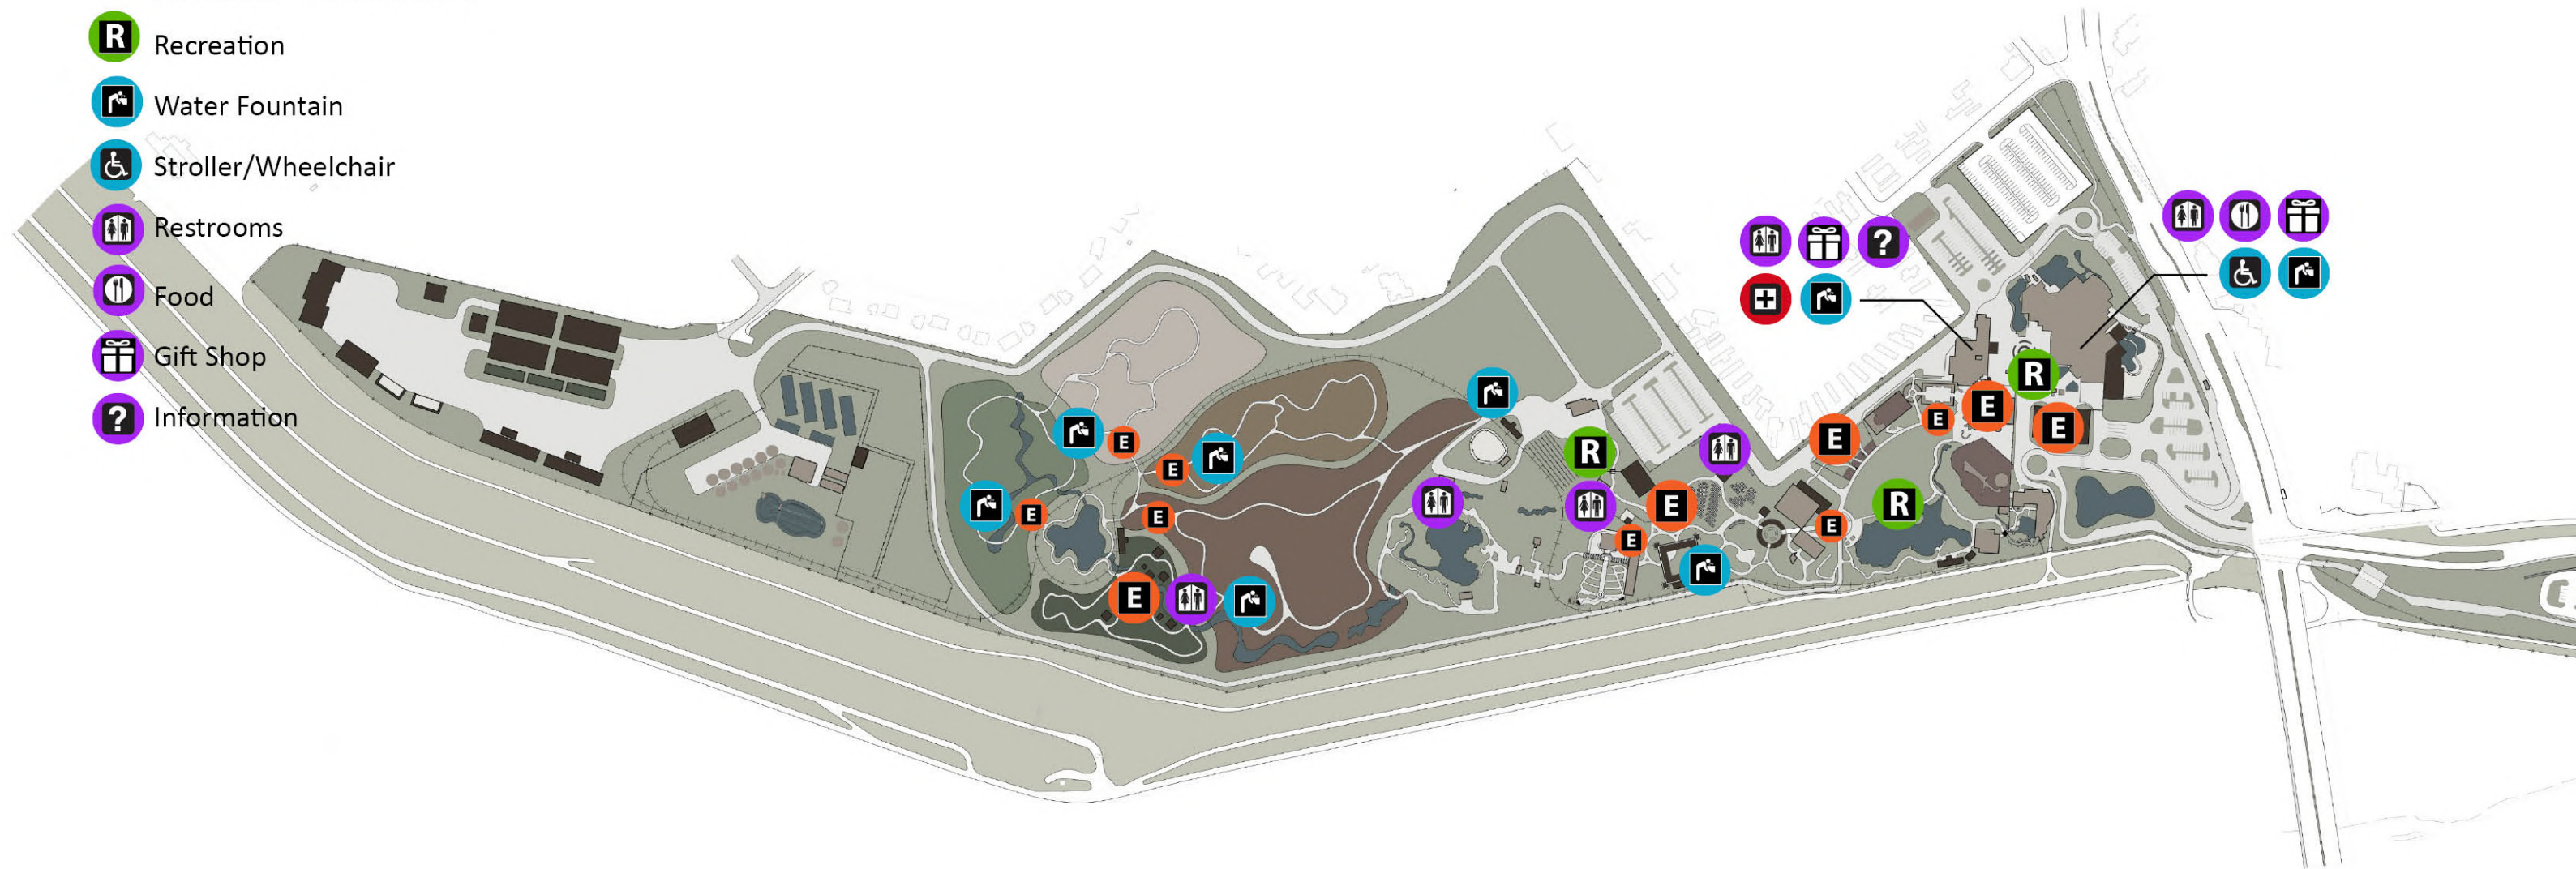 R Recreation
Water Fountain
Stroller/Wheelchair
Restrooms
Food
Gift Shop
? Information
?
R
E
E
E
E
E
E
R
E
E
R
E
E
E
E
E
E